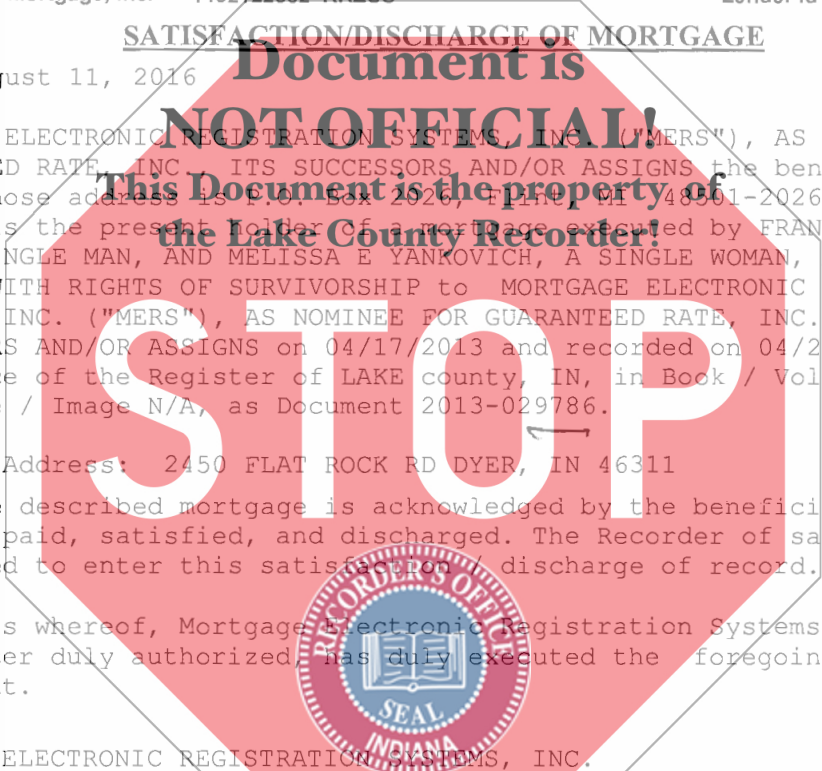 SATISFACTION/DISCHARGE OF MORTGAGE
Document is
ust 11, 2016
NOT OFFICIAL!
ELECTRONIC REGISTRATION SYSTEMS, INC. ("MERS"), AS
ED RATE, INC., ITS SUCCESSORS AND/OR ASSIGNS the ben
This Document is the property of
ose address is P.O. Box 2026, Flint, MI 48501-2026
s the present holder of a mortgage executed by FRAN
the Lake County Recorder!
NGLE MAN, AND MELISSA E YANKOVICH, A SINGLE WOMAN,
WITH RIGHTS OF SURVIVORSHIP to MORTGAGE ELECTRONIC
INC. ("MERS"), AS NOMINEE FOR GUARANTEED RATE, INC.
RS AND/OR ASSIGNS on 04/17/2013 and recorded on 04/2
e of the Register of LAKE county, IN, in Book / Vol
/ Image N/A, as Document 2013-029786.
STOP
Address: 2450 FLAT ROCK RD DYER, IN 46311
described mortgage is acknowledged by the benefici
paid, satisfied, and discharged. The Recorder of sa
d to enter this satisfaction / discharge of record.
RECORDER'S OFFICE
s whereof, Mortgage Electronic Registration Systems
er duly authorized, has duly executed the foregoin
t.
SEAL
INDIANA
ELECTRONIC REGISTRATION SYSTEMS, INC.